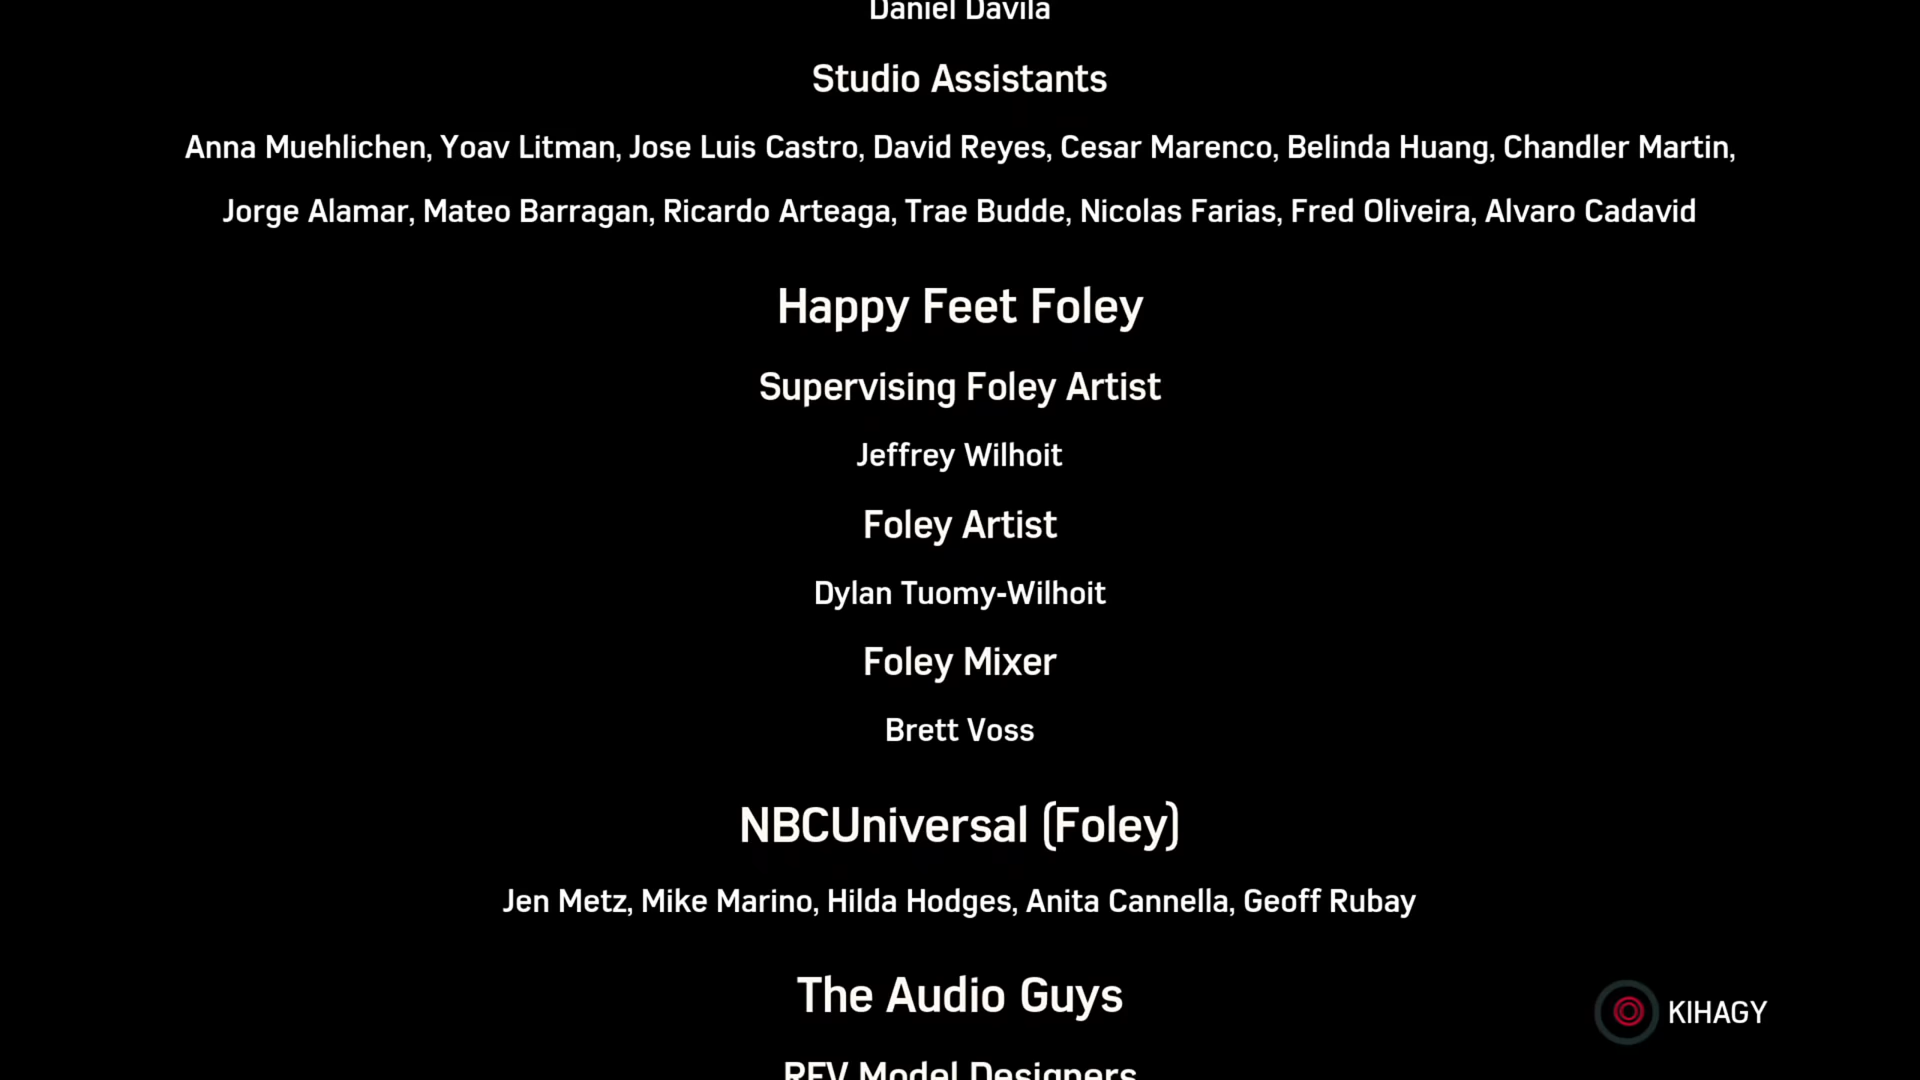 Daniel Davila
Studio Assistants
Anna Muehlichen, Yoav Litman, Jose Luis Castro, David Reyes, Cesar Marenco, Belinda Huang, Chandler Martin,
Jorge Alamar, Mateo Barragan, Ricardo Arteaga, Trae Budde, Nicolas Farias, Fred Oliveira, Alvaro Cadavid
Happy Feet Foley
Supervising Foley Artist
Jeffrey Wilhoit
Foley Artist
Dylan Tuomy-Wilhoit
Foley Mixer
Brett Voss
NBCUniversal (Foley)
Jen Metz, Mike Marino, Hilda Hodges, Anita Cannella, Geoff Rubay
The Audio Guys
KIHAGY
Model Designers